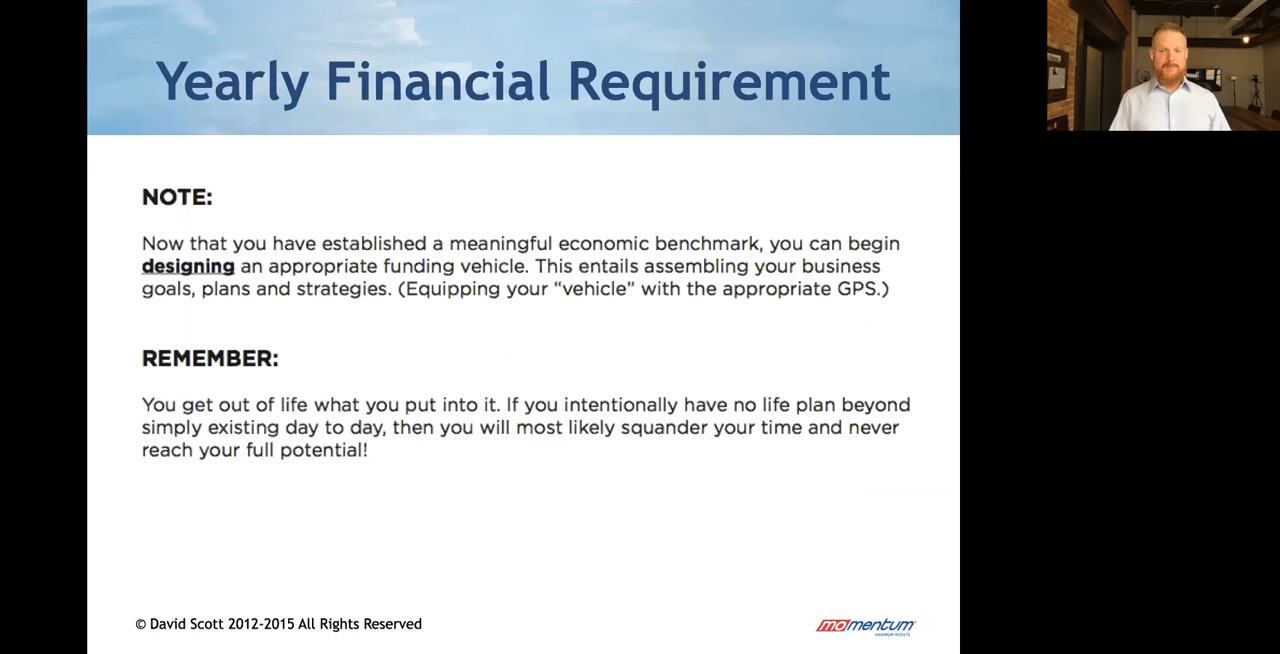 Yearly Financial Requirement
NOTE:
Now that you have established a meaningful economic benchmark, you can begin
designing an appropriate funding vehicle. This entails assembling your business
goals, plans and strategies. (Equipping your “vehicle” with the appropriate GPS.)
REMEMBER:
You get out of life what you put into it. If you intentionally have no life plan beyond
simply existing day to day, then you will most likely squander your time and never
reach your full potential!
© David Scott 2012-2015 All Rights Reserved
momentum
MAXIMUM RESULTS